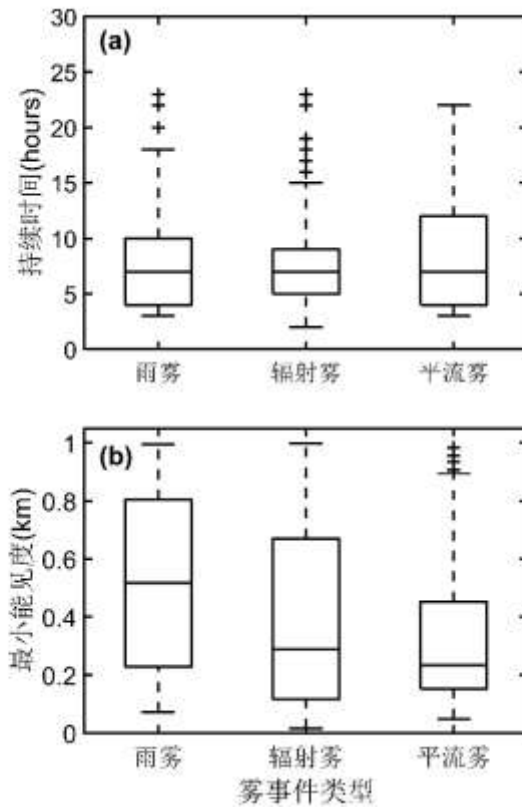 (a)
持续时间(hours)
30
25
20
15
10
5
0
雨雾 辐射雾 平流雾
(b)
最小能见度(km)
1
0.8
0.6
0.4
0.2
0
雨雾 辐射雾 平流雾
雾事件类型